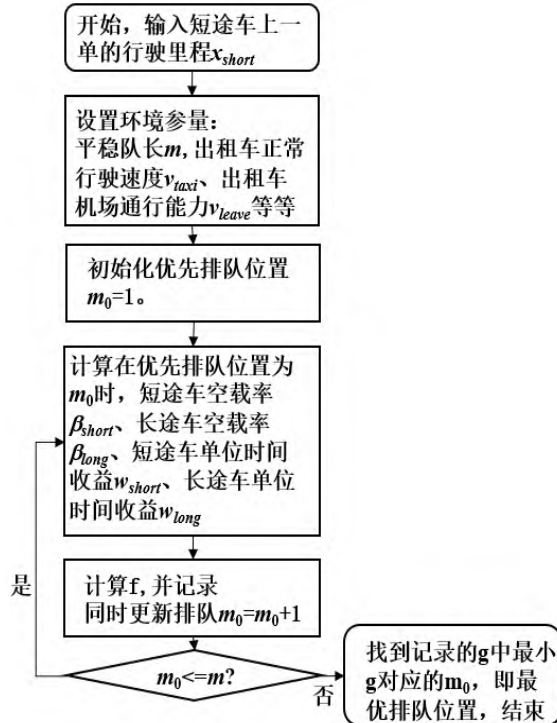 开始，输入短途车上一
单的行驶里程x_short
设置环境参量：
平稳队长m, 出租车正常
行驶速度v_taxi、出租车
机场通行能力v_leave等等
初始化优先排队位置
m₀=1。
计算在优先排队位置为
m₀时，短途车空载率
β_short、长途车空载率
β_long、短途车单位时间
收益w_short、长途车单位
时间收益w_long
计算f,并记录
同时更新排队m₀=m₀+1
是
m₀<=m?
否
找到记录的g中最小
g对应的m₀，即最
优排队位置，结束